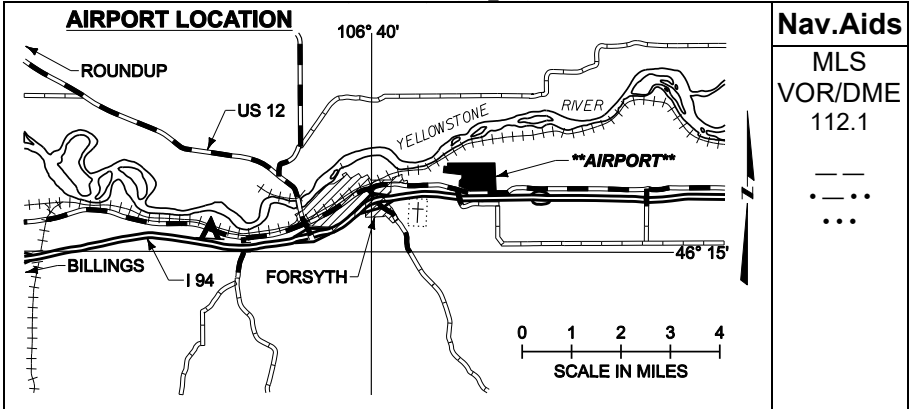 AIRPORT LOCATION
106° 40'
ROUNDUP
US 12
YELLOWSTONE RIVER
**AIRPORT**
N
46° 15'
BILLINGS
I 94
FORSYTH
0 1 2 3 4
SCALE IN MILES
Nav.Aids
MLS
VOR/DME
112.1
— —
• — • •
• • •